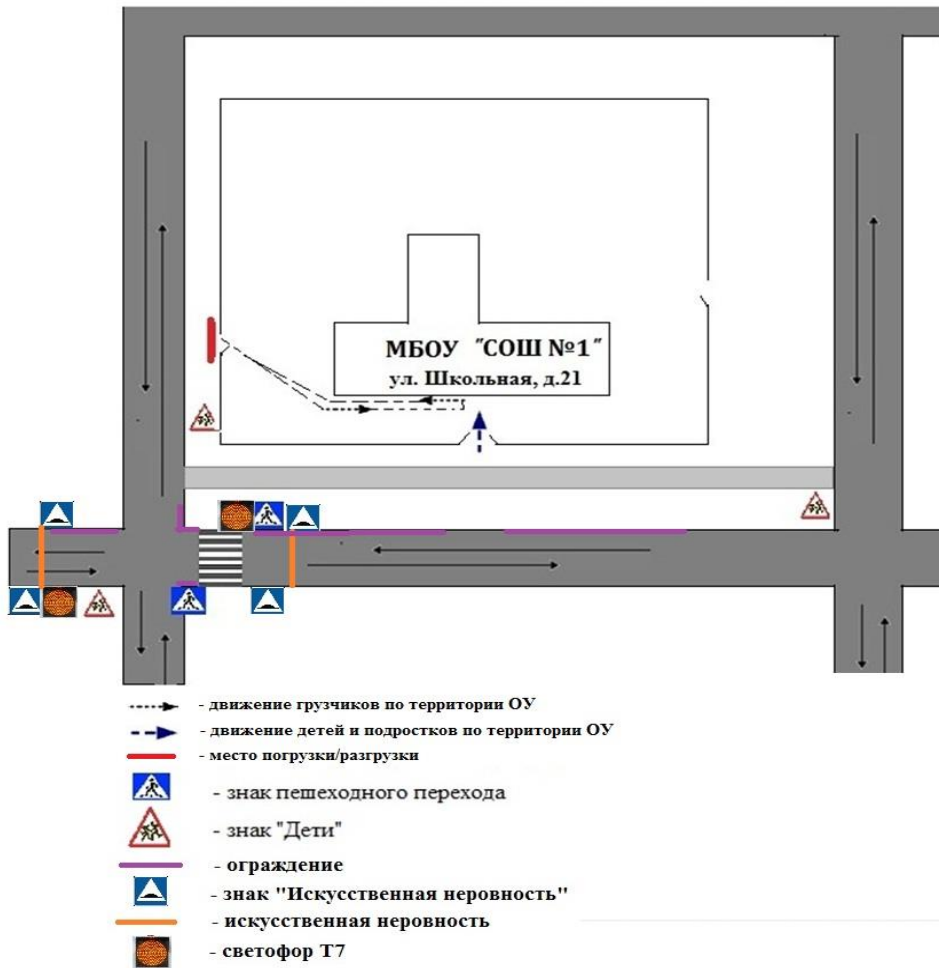 МБОУ "СОШ №1"
ул. Школьная, д.21
- движение грузчиков по территории ОУ
- движение детей и подростков по территории ОУ
- место погрузки/разгрузки
- знак пешеходного перехода
- знак "Дети"
- ограждение
- знак "Искусственная неровность"
- искусственная неровность
- светофор Т7